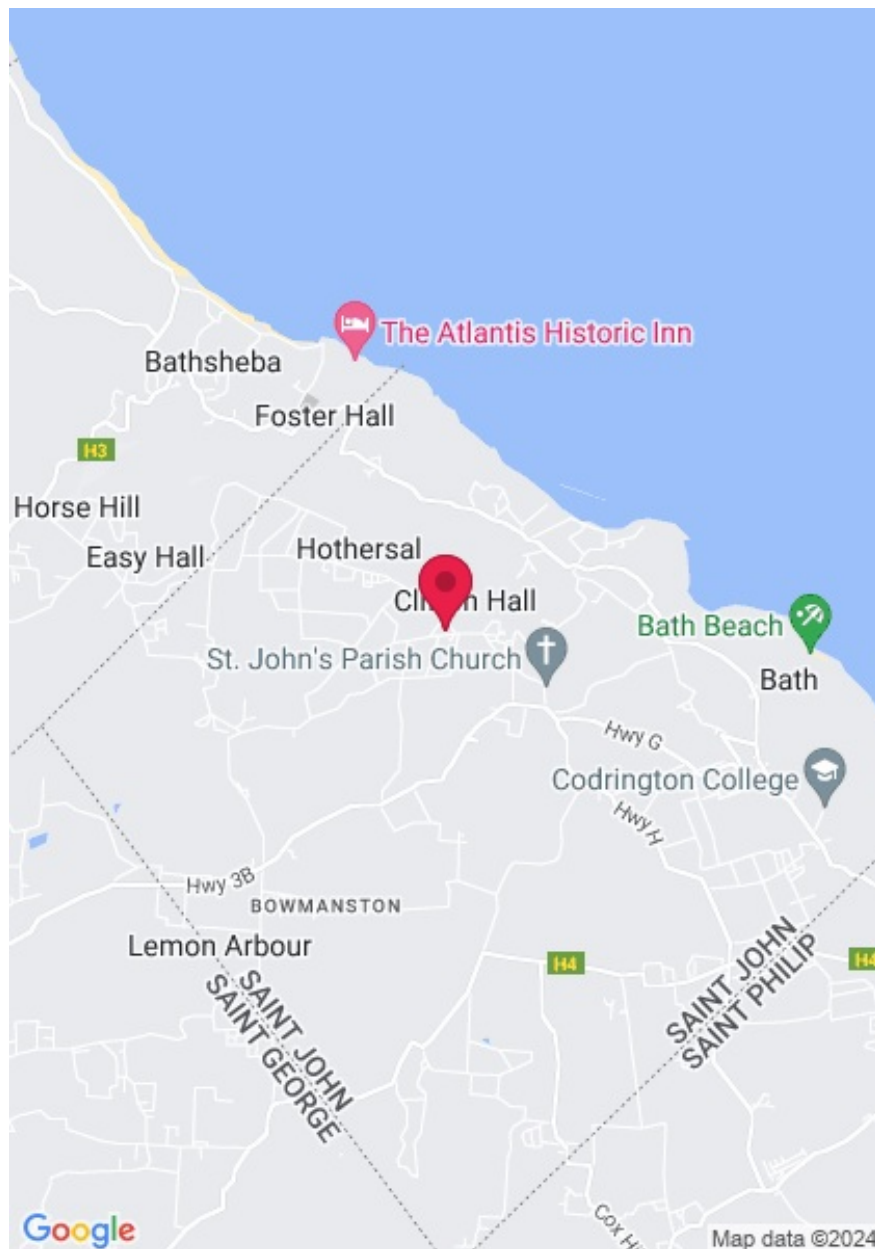 The Atlantis Historic Inn
Bathsheba
Foster Hall
H3
Horse Hill
Hothersal
Easy Hall
Hall
Bath Beach
St. John's Parish Church
Bath
Hwy G
Codrington College
Hwy H
Hwy 3B
BOWMANSTON
Lemon Arbour
H4
H4
SAINT JOHN
SAINT PHILIP
SAINT JOHN
SAINT GEORGE
Google
Map data ©2024